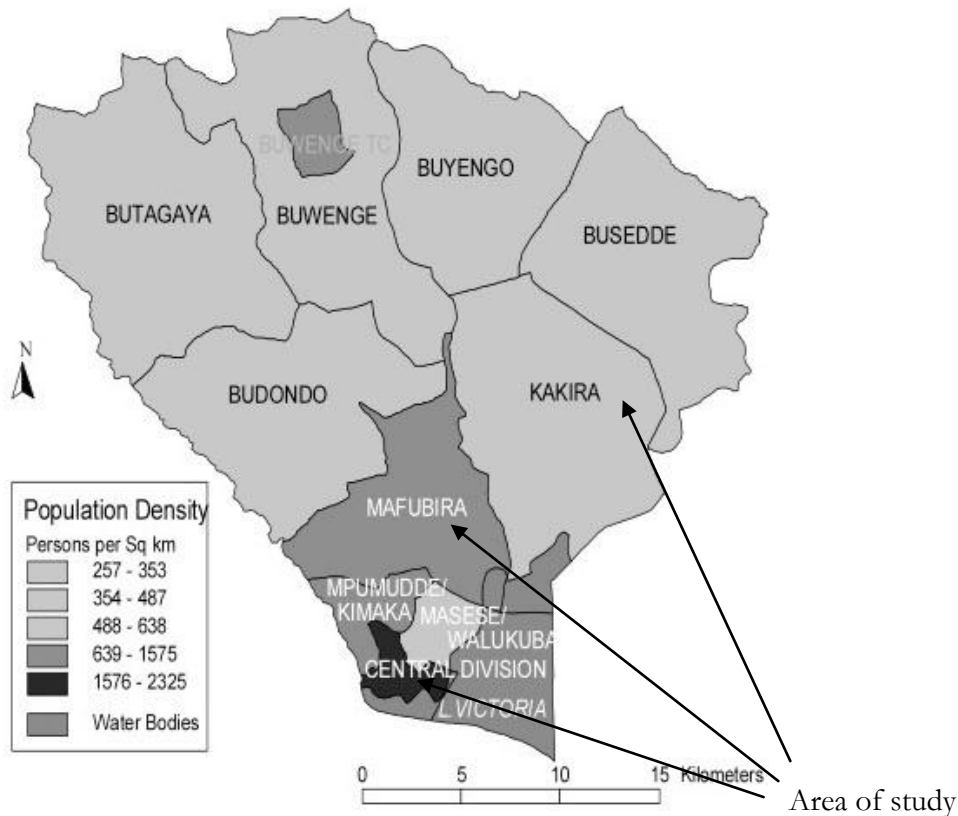 BUWENGE TC
BUYENGO
BUTAGAYA
BUWENGE
BUSEDDE
N
BUDONDO
KAKIRA
MAFUBIRA
MPUMUDDE/
KIMAKA
MASESE/
WALUKUBA
CENTRAL DIVISION
L.VICTORIA
Population Density
Persons per Sq km
257 - 353
354 - 487
488 - 638
639 - 1575
1576 - 2325
Water Bodies
0 5 10 15 Kilometers
Area of study